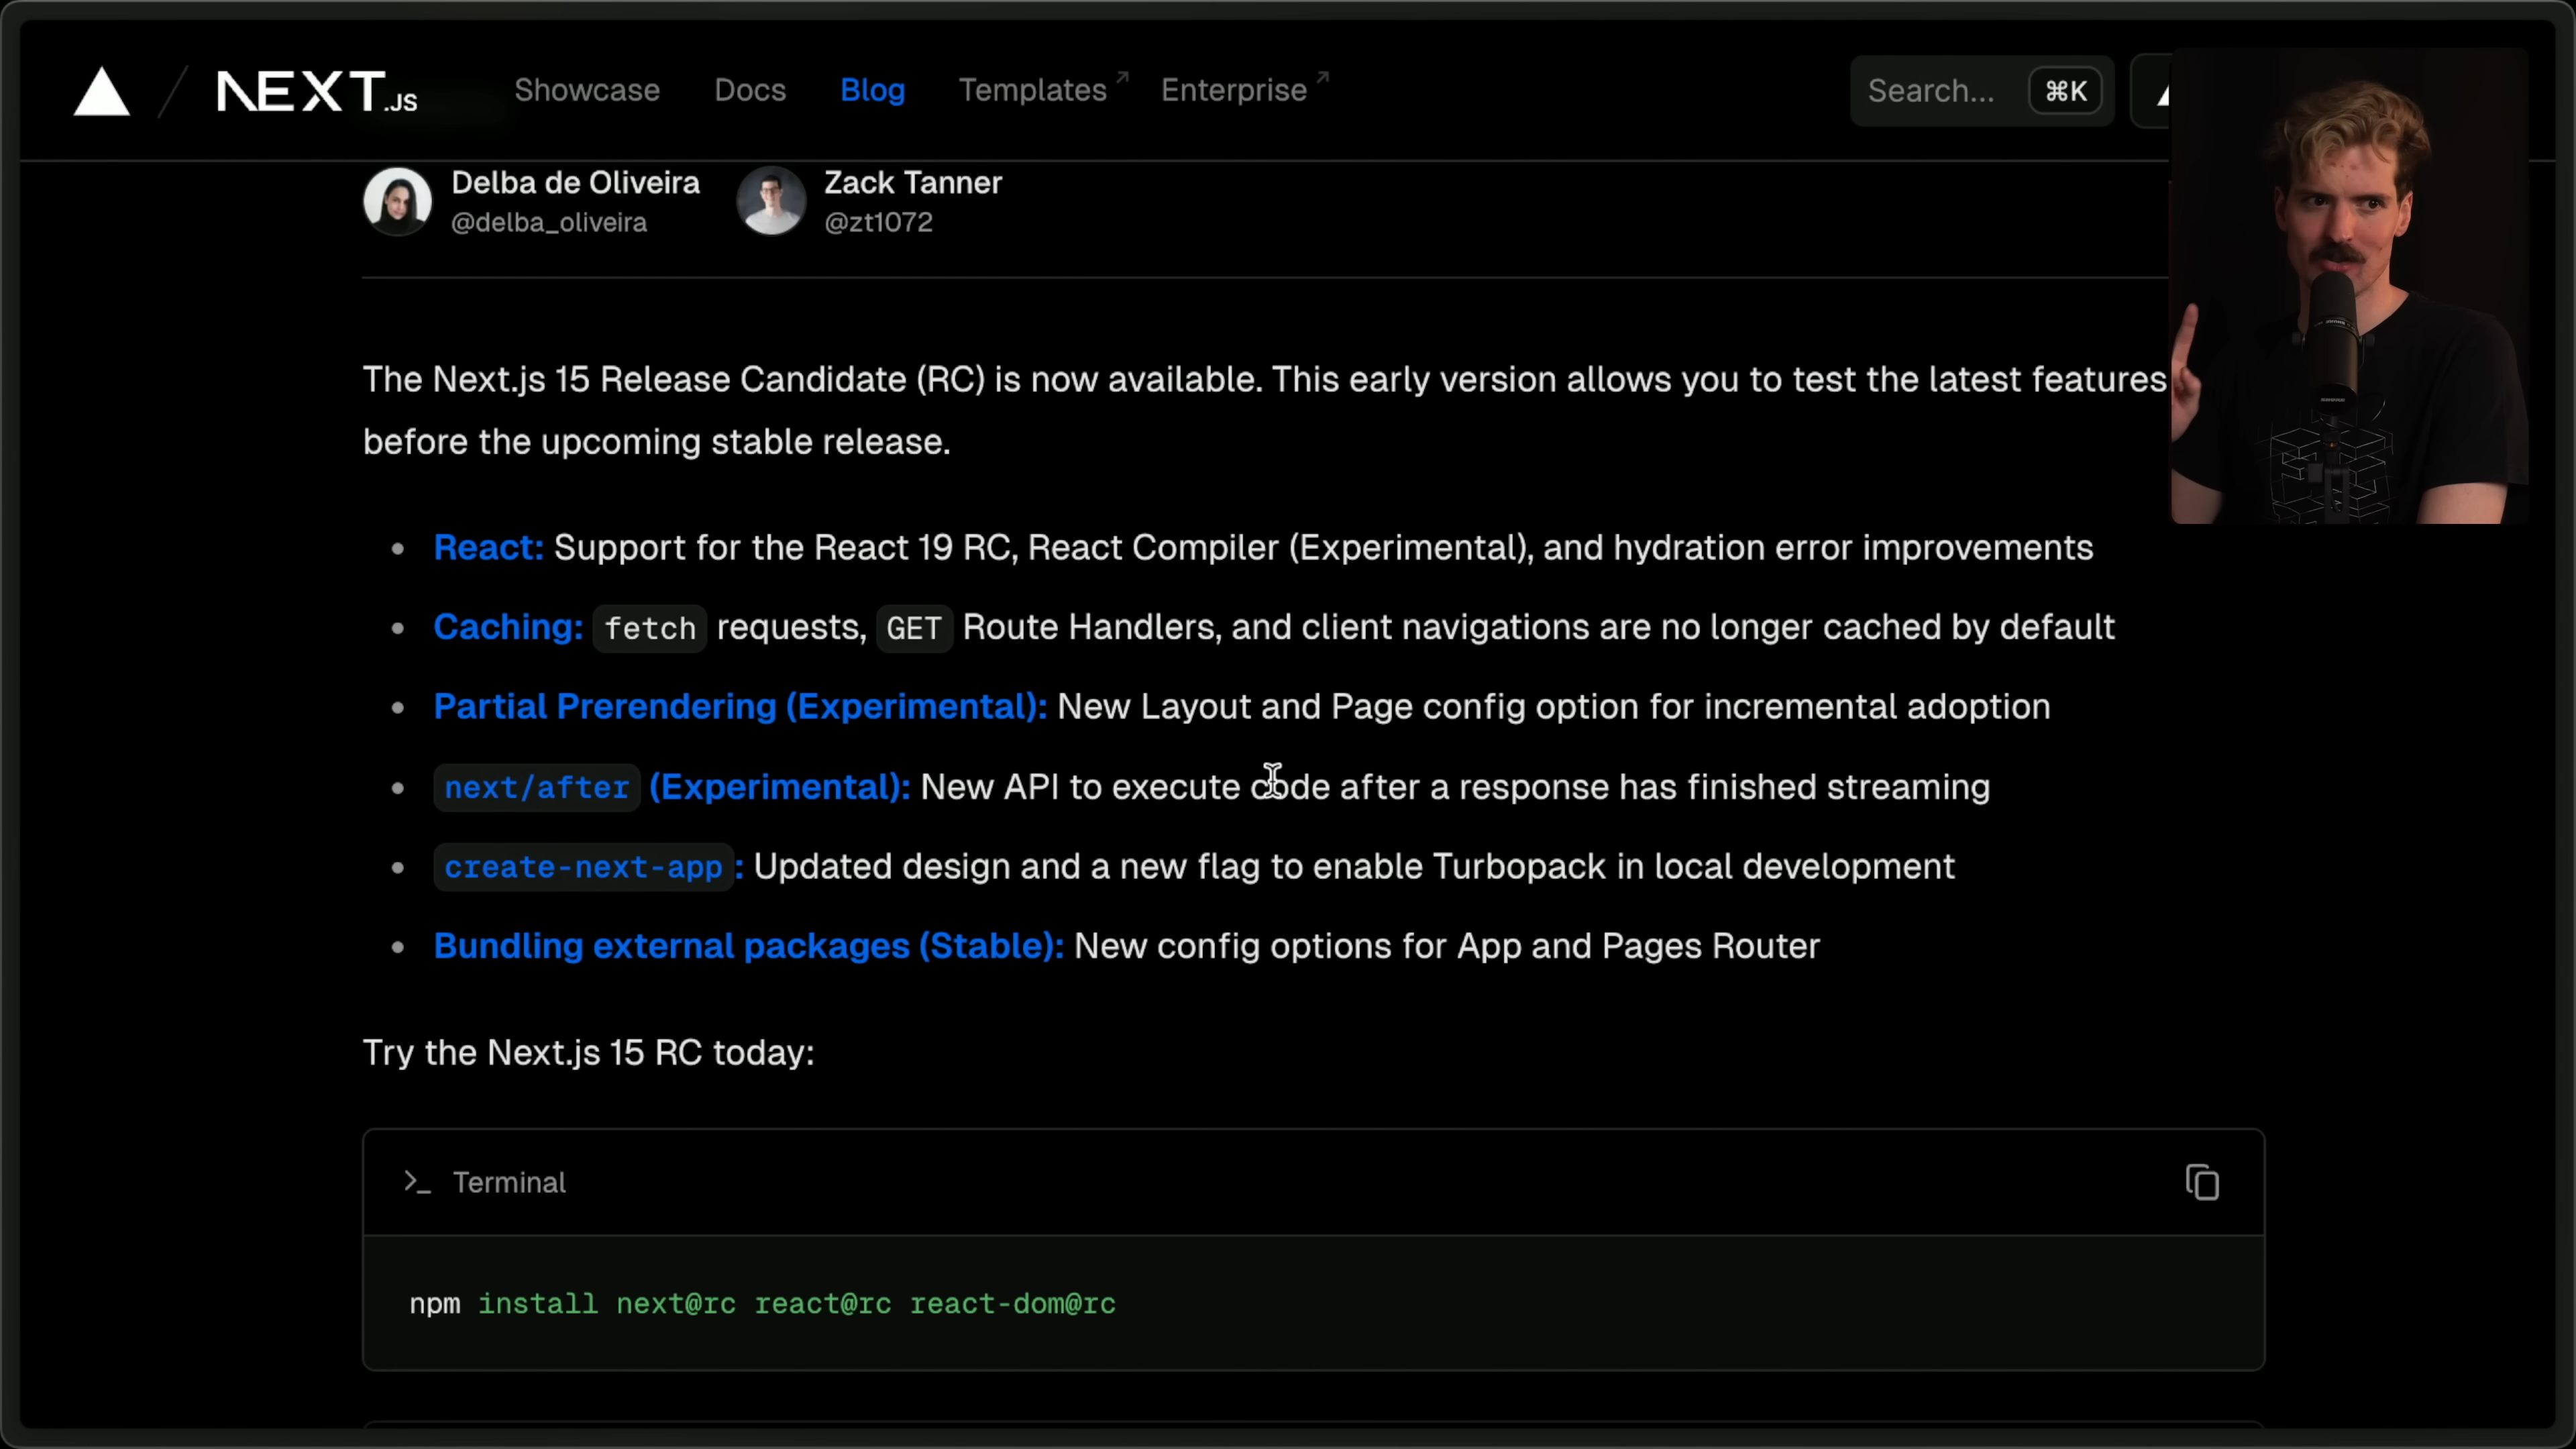 NEXT.JS Showcase Docs Blog Templates Enterprise Search... ⌘K
Delba de Oliveira
@delba_oliveira
Zack Tanner
@zt1072
The Next.js 15 Release Candidate (RC) is now available. This early version allows you to test the latest features
before the upcoming stable release.
React: Support for the React 19 RC, React Compiler (Experimental), and hydration error improvements
Caching: fetch requests, GET Route Handlers, and client navigations are no longer cached by default
Partial Prerendering (Experimental): New Layout and Page config option for incremental adoption
next/after (Experimental): New API to execute code after a response has finished streaming
create-next-app: Updated design and a new flag to enable Turbopack in local development
Bundling external packages (Stable): New config options for App and Pages Router
Try the Next.js 15 RC today:
Terminal
npm install next@rc react@rc react-dom@rc